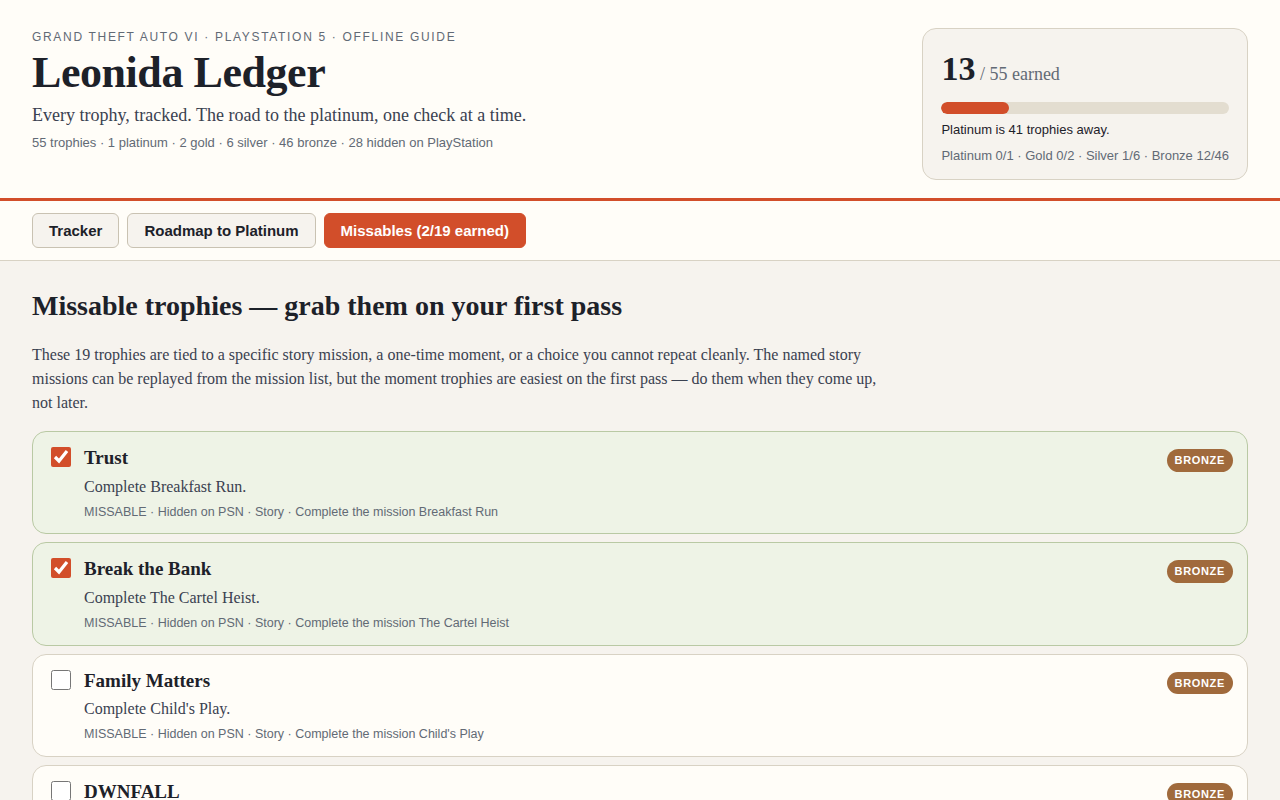 GRAND THEFT AUTO VI · PLAYSTATION 5 · OFFLINE GUIDE
Leonida Ledger
Every trophy, tracked. The road to the platinum, one check at a time.
55 trophies · 1 platinum · 2 gold · 6 silver · 46 bronze · 28 hidden on PlayStation
13 / 55 earned
Platinum is 41 trophies away.
Platinum 0/1 · Gold 0/2 · Silver 1/6 · Bronze 12/46
Tracker
Roadmap to Platinum
Missables (2/19 earned)
Missable trophies — grab them on your first pass
These 19 trophies are tied to a specific story mission, a one-time moment, or a choice you cannot repeat cleanly. The named story
missions can be replayed from the mission list, but the moment trophies are easiest on the first pass — do them when they come up,
not later.
Trust
BRONZE
Complete Breakfast Run.
MISSABLE · Hidden on PSN · Story · Complete the mission Breakfast Run
Break the Bank
BRONZE
Complete The Cartel Heist.
MISSABLE · Hidden on PSN · Story · Complete the mission The Cartel Heist
Family Matters
BRONZE
Complete Child's Play.
MISSABLE · Hidden on PSN · Story · Complete the mission Child's Play
DWNFALL
BRONZE